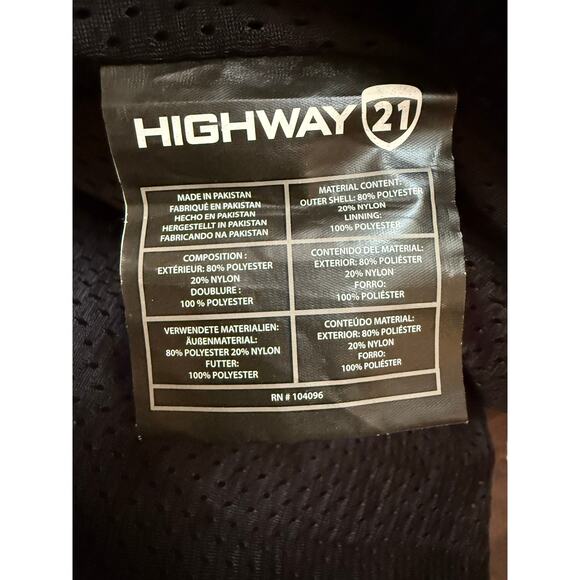 HIGHWAY 21
MADE IN PAKISTAN
FABRIQUÉ EN PAKISTAN
HECHO EN PAKISTAN
HERGESTELLT IN PAKISTAN
FABRICANDO NA PAKISTAN
MATERIAL CONTENT:
OUTER SHELL: 80% POLYESTER
20% NYLON
LINNING:
100% POLYESTER
COMPOSITION :
EXTÉRIEUR: 80% POLYESTER
20% NYLON
DOUBLURE :
100 % POLYESTER
CONTENIDO DEL MATERIAL:
EXTERIOR: 80% POLIÉSTER
20% NYLON
FORRO:
100% POLIÉSTER
VERWENDETE MATERIALIEN:
ÄUßENMATERIAL:
80% POLYESTER 20% NYLON
FUTTER:
100% POLYESTER
CONTEÚDO MATERIAL:
EXTERIOR: 80% POLIÉSTER
20% NYLON
FORRO:
100% POLIÉSTER
RN # 104096